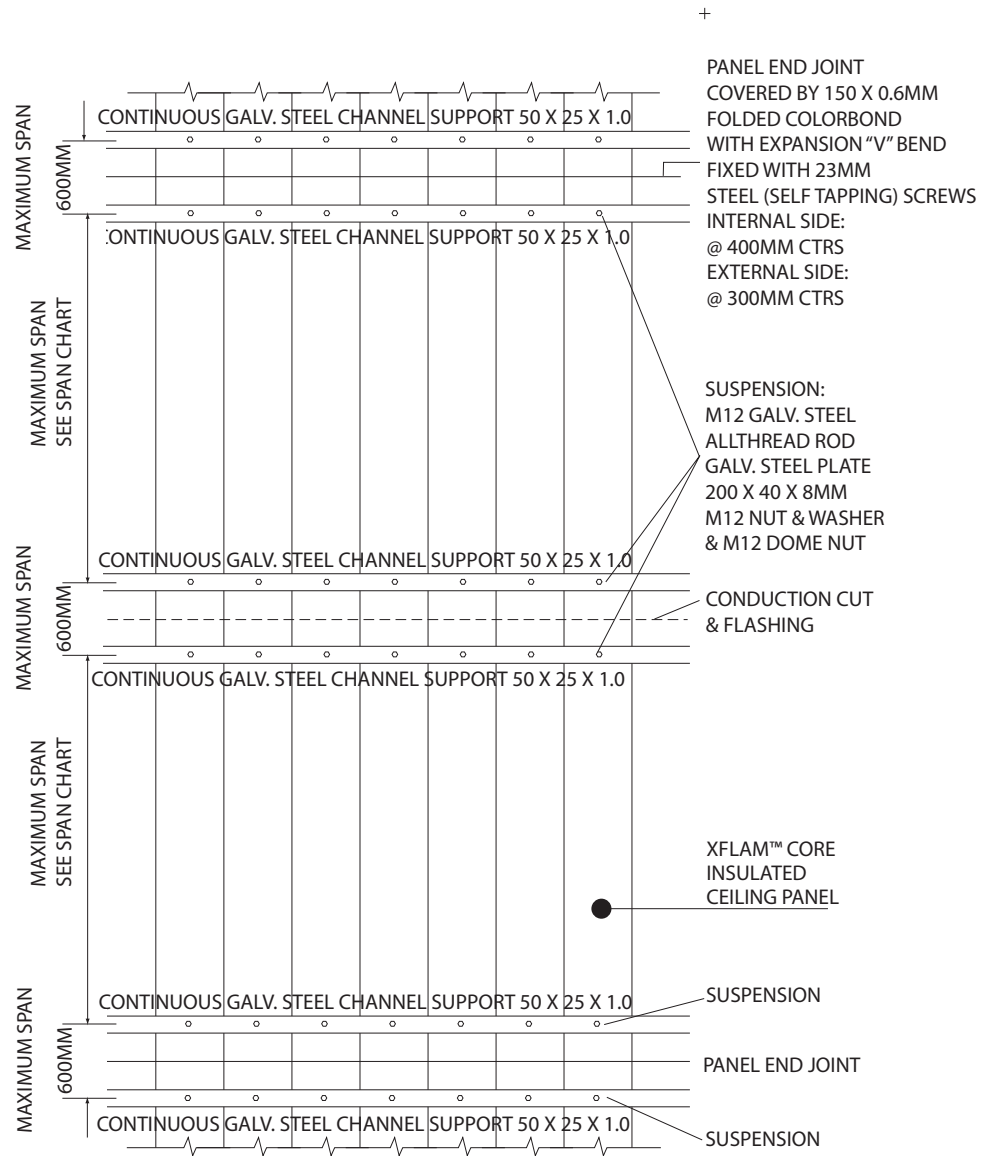 PANEL END JOINT
COVERED BY 150 X 0.6MM
FOLDED COLORBOND
WITH EXPANSION “V” BEND
FIXED WITH 23MM
STEEL (SELF TAPPING) SCREWS
INTERNAL SIDE:
@ 400MM CTRS
EXTERNAL SIDE:
@ 300MM CTRS
CONTINUOUS GALV. STEEL CHANNEL SUPPORT 50 X 25 X 1.0
MAXIMUM SPAN
600MM
:ONTINUOUS GALV. STEEL CHANNEL SUPPORT 50 X 25 X 1.0
MAXIMUM SPAN
SEE SPAN CHART
SUSPENSION:
M12 GALV. STEEL
ALLTHREAD ROD
GALV. STEEL PLATE
200 X 40 X 8MM
M12 NUT & WASHER
& M12 DOME NUT
CONTINUOUS GALV. STEEL CHANNEL SUPPORT 50 X 25 X 1.0
MAXIMUM SPAN
600MM
CONDUCTION CUT
& FLASHING
CONTINUOUS GALV. STEEL CHANNEL SUPPORT 50 X 25 X 1.0
MAXIMUM SPAN
SEE SPAN CHART
XFLAM™ CORE
INSULATED
CEILING PANEL
CONTINUOUS GALV. STEEL CHANNEL SUPPORT 50 X 25 X 1.0
SUSPENSION
MAXIMUM SPAN
600MM
PANEL END JOINT
CONTINUOUS GALV. STEEL CHANNEL SUPPORT 50 X 25 X 1.0
SUSPENSION